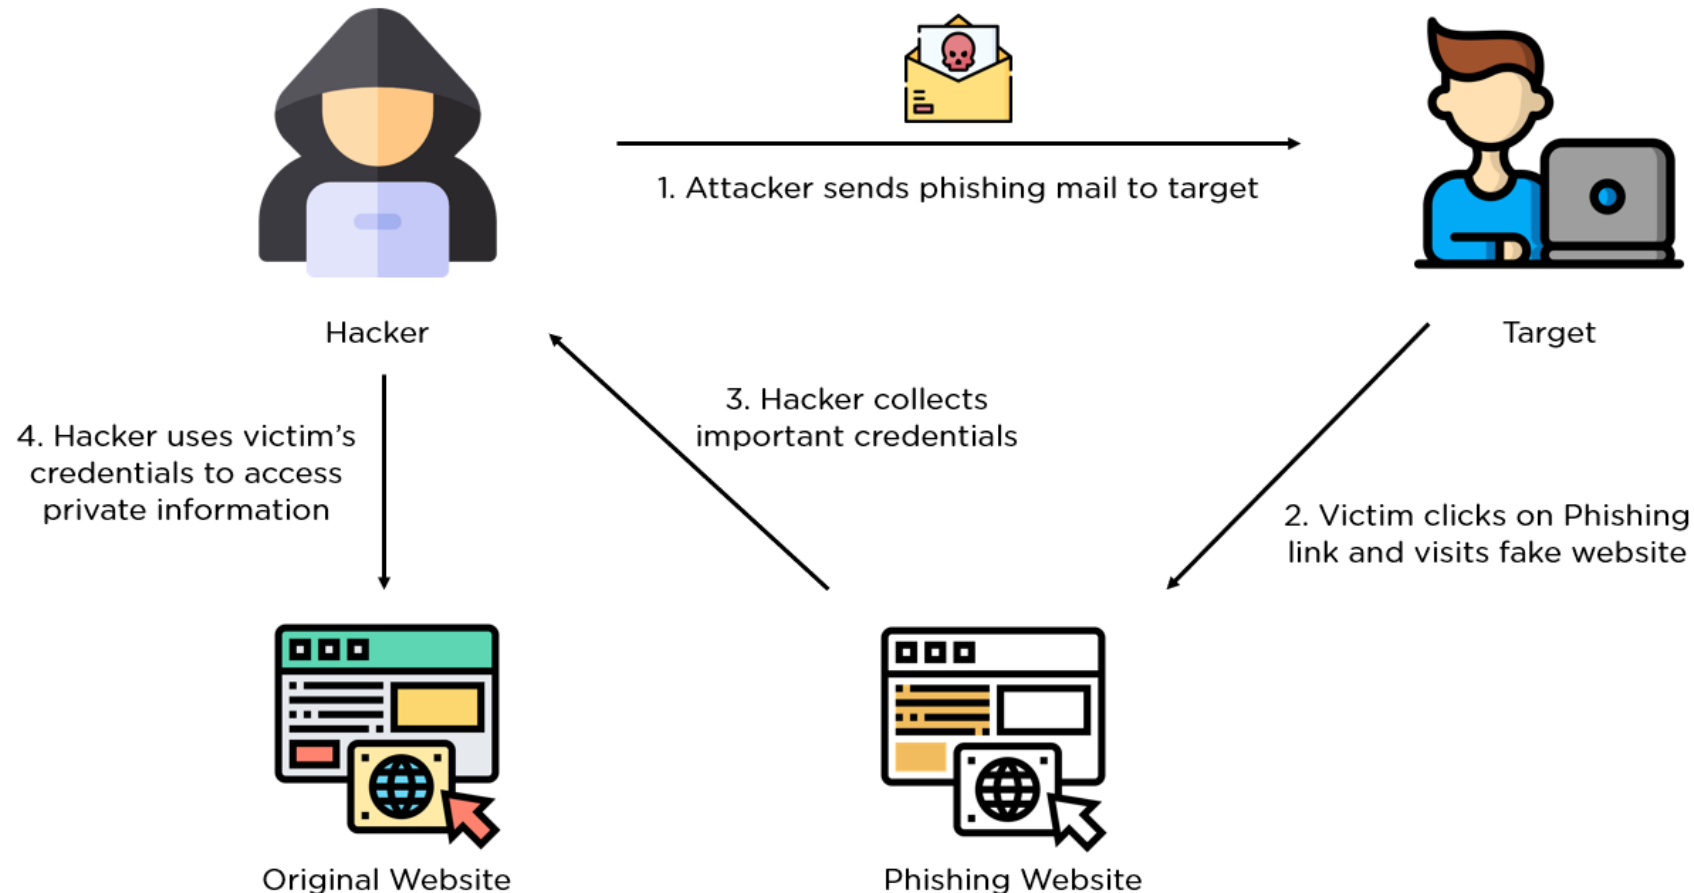 1. Attacker sends phishing mail to target
Hacker
Target
3. Hacker collects
important credentials
4. Hacker uses victim's
credentials to access
private information
2. Victim clicks on Phishing
link and visits fake website
Original Website
Phishing Website